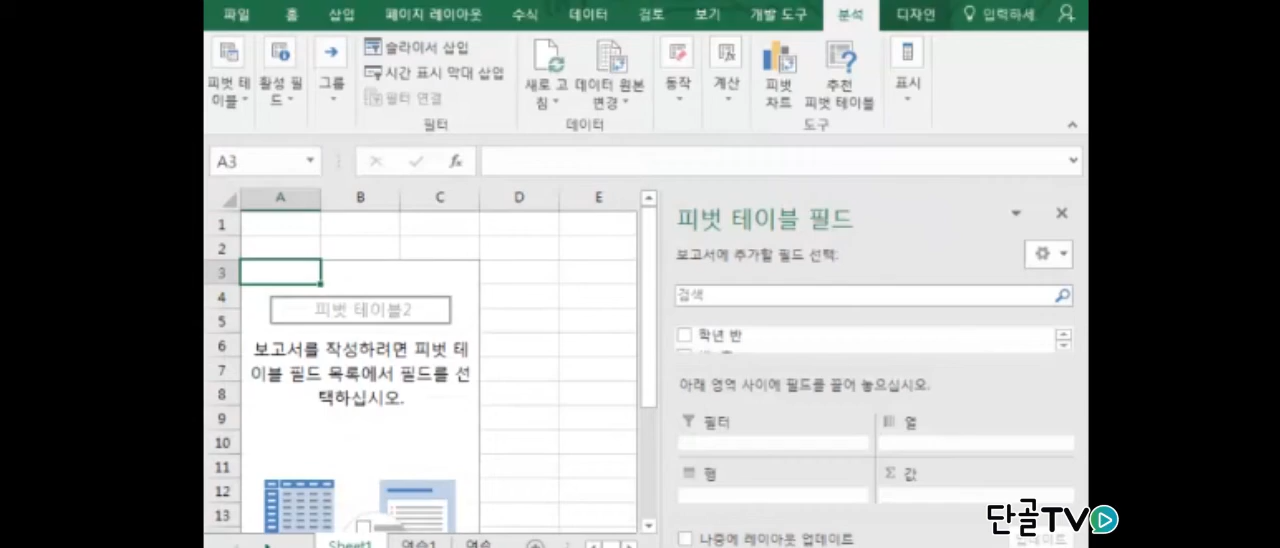 파일 홈 삽입 페이지 레이아웃 수식 데이터 검토 보기 개발 도구 분석 디자인 입력하세
피벗 테이블 활성 필드 그룹 슬라이서 삽입 시간 표시 막대 삽입 필터 연결 새로 고침 데이터 원본 변경 동작 계산 피벗 차트 추천 피벗 테이블 표시
필터 데이터 도구
A3 fx
A B C D E
1
2
3
4
5
6
7
8
9
10
11
12
13
피벗 테이블2
보고서를 작성하려면 피벗 테
이블 필드 목록에서 필드를 선
택하십시오.
Sheet1 연습1 연습
피벗 테이블 필드
보고서에 추가할 필드 선택:
검색
학년 반
아래 영역 사이에 필드를 끌어 놓으십시오.
필터 열
행 Σ 값
나중에 레이아웃 업데이트 업데이트
단골TV